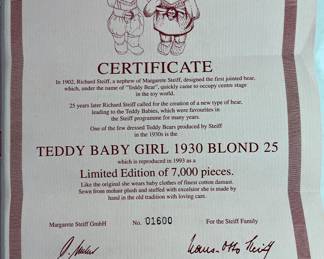 CERTIFICATE
In 1902, Richard Steiff, a nephew of Margarete Steiff, designed the first jointed bear,
which, under the name of "Teddy Bear", quickly came to occupy centre stage
in the toy world.
25 years later Richard Steiff called for the creation of a new type of bear,
leading to the Teddy Babies, which were favourites in
the Steiff programme for many years.
One of the few dressed Teddy Bears produced by Steiff
in the 1930s is the
TEDDY BABY GIRL 1930 BLOND 25
which is reproduced in 1993 as a
Limited Edition of 7,000 pieces.
Like the original she wears baby clothes of finest cotton damast.
Sewn from mohair plush and stuffed with excelsior she is made by
hand in the old tradition with loving care.
Margarete Steiff GmbH No. 01600 For the Steiff Family
Hans-Otto Steiff